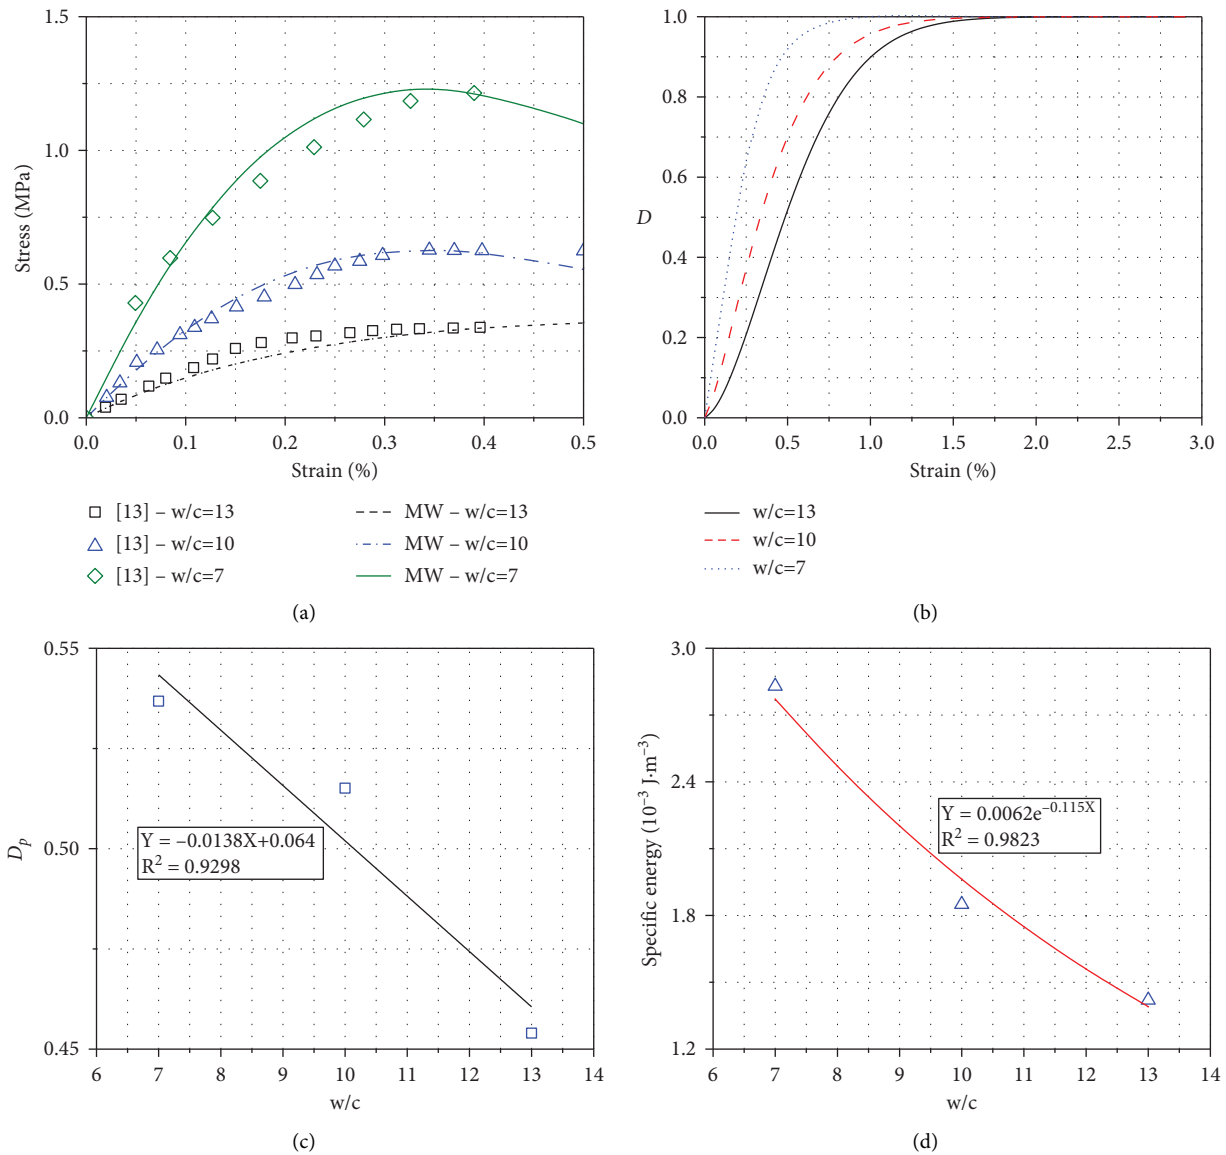 1.5
1.0
0.5
0.0
Stress (MPa)
0.0 0.1 0.2 0.3 0.4 0.5
Strain (%)
[13] – w/c=13
[13] – w/c=10
[13] – w/c=7
MW – w/c=13
MW – w/c=10
MW – w/c=7
(a)
1.0
0.8
0.6
0.4
0.2
0.0
D
0.0 0.5 1.0 1.5 2.0 2.5 3.0
Strain (%)
w/c=13
w/c=10
w/c=7
(b)
0.55
0.50
0.45
D_p
Y = –0.0138X+0.064
R² = 0.9298
6 7 8 9 10 11 12 13 14
w/c
(c)
3.0
2.4
1.8
1.2
Specific energy (10⁻³ J·m⁻³)
Y = 0.0062e^–0.115X
R² = 0.9823
6 7 8 9 10 11 12 13 14
w/c
(d)